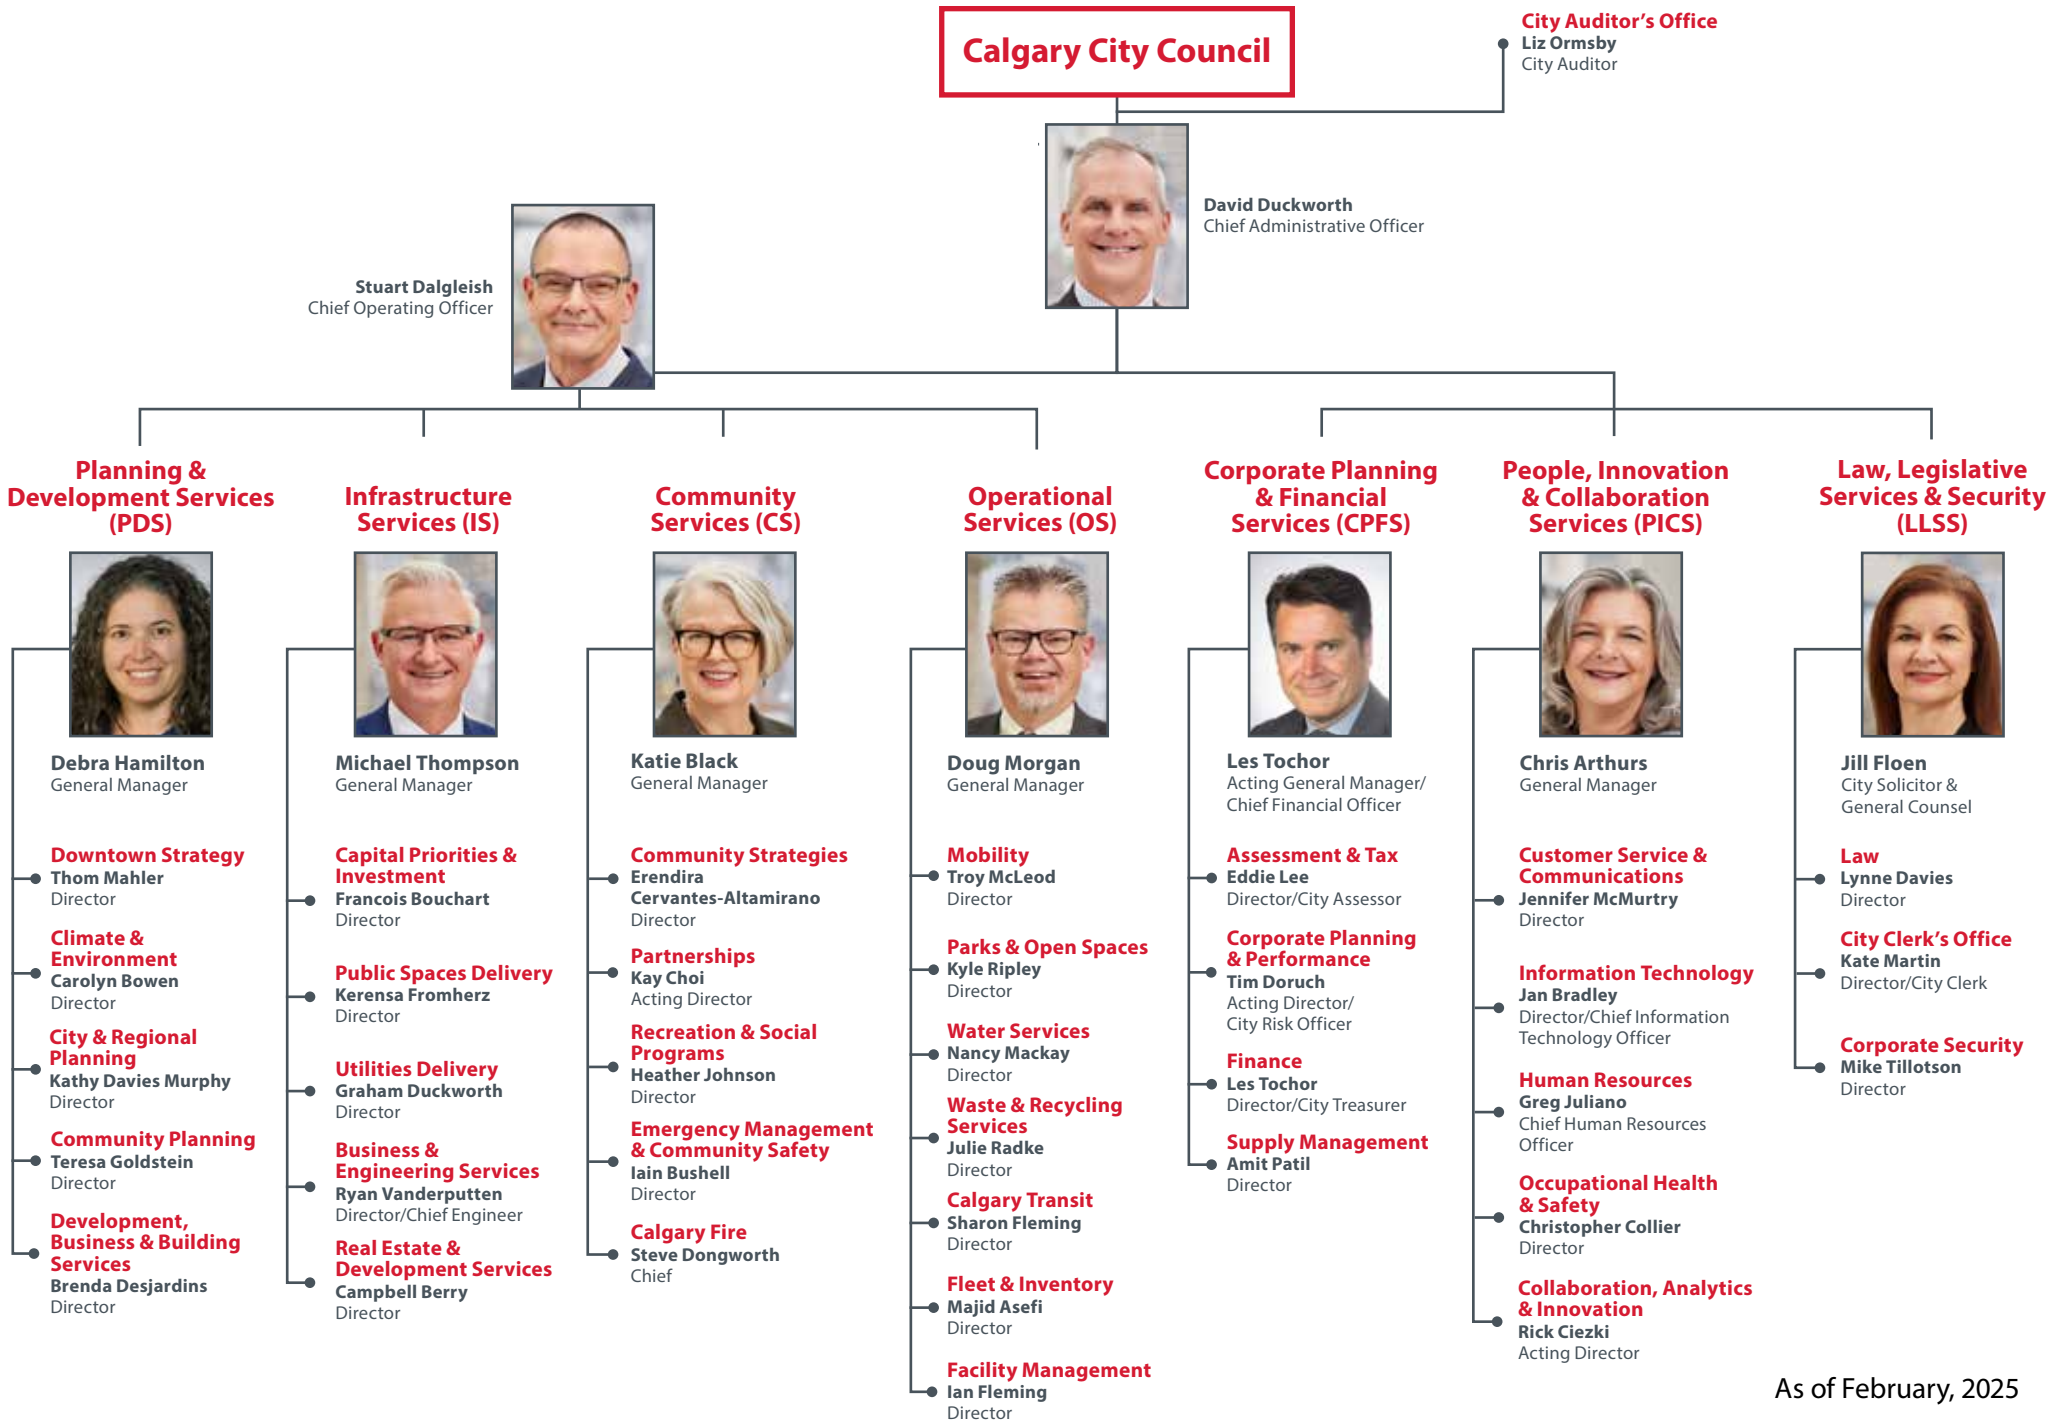 Calgary City Council
City Auditor’s Office
Liz Ormsby
City Auditor
David Duckworth
Chief Administrative Officer
Stuart Dalgleish
Chief Operating Officer
Planning &
Development Services
(PDS)
Debra Hamilton
General Manager
Downtown Strategy
Thom Mahler
Director
Climate &
Environment
Carolyn Bowen
Director
City & Regional
Planning
Kathy Davies Murphy
Director
Community Planning
Teresa Goldstein
Director
Development,
Business & Building
Services
Brenda Desjardins
Director
Infrastructure
Services (IS)
Michael Thompson
General Manager
Capital Priorities &
Investment
Francois Bouchart
Director
Public Spaces Delivery
Kerensa Fromherz
Director
Utilities Delivery
Graham Duckworth
Director
Business &
Engineering Services
Ryan Vanderputten
Director/Chief Engineer
Real Estate &
Development Services
Campbell Berry
Director
Community
Services (CS)
Katie Black
General Manager
Community Strategies
Erendira
Cervantes-Altamirano
Director
Partnerships
Kay Choi
Acting Director
Recreation & Social
Programs
Heather Johnson
Director
Emergency Management
& Community Safety
Iain Bushell
Director
Calgary Fire
Steve Dongworth
Chief
Operational
Services (OS)
Doug Morgan
General Manager
Mobility
Troy McLeod
Director
Parks & Open Spaces
Kyle Ripley
Director
Water Services
Nancy Mackay
Director
Waste & Recycling
Services
Julie Radke
Director
Calgary Transit
Sharon Fleming
Director
Fleet & Inventory
Majid Asefi
Director
Facility Management
Ian Fleming
Director
Corporate Planning
& Financial
Services (CPFS)
Les Tochor
Acting General Manager/
Chief Financial Officer
Assessment & Tax
Eddie Lee
Director/City Assessor
Corporate Planning
& Performance
Tim Doruch
Acting Director/
City Risk Officer
Finance
Les Tochor
Director/City Treasurer
Supply Management
Amit Patil
Director
People, Innovation
& Collaboration
Services (PICS)
Chris Arthurs
General Manager
Customer Service &
Communications
Jennifer McMurtry
Director
Information Technology
Jan Bradley
Director/Chief Information
Technology Officer
Human Resources
Greg Juliano
Chief Human Resources
Officer
Occupational Health
& Safety
Christopher Collier
Director
Collaboration, Analytics
& Innovation
Rick Ciezki
Acting Director
Law, Legislative
Services & Security
(LLSS)
Jill Floen
City Solicitor &
General Counsel
Law
Lynne Davies
Director
City Clerk’s Office
Kate Martin
Director/City Clerk
Corporate Security
Mike Tillotson
Director
As of February, 2025